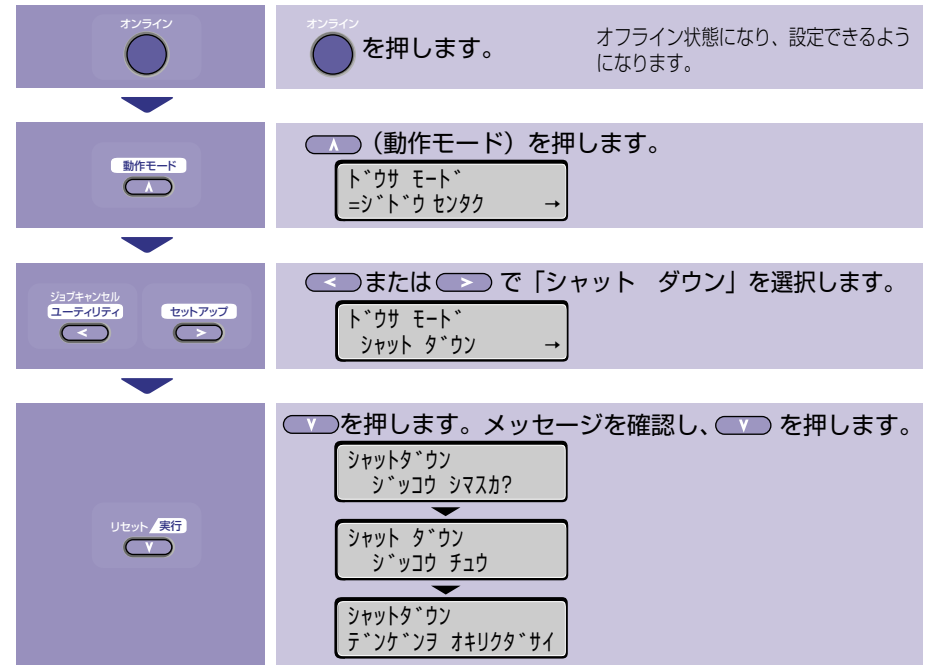 オンライン
オンライン
を押します。
オフライン状態になり、設定できるよう
になります。
動作モード
（動作モード）を押します。
ト゛ウサ モート゛
=シ゛ト゛ウ センタク →
ジョブキャンセル
ユーティリティ
セットアップ
< または > で「シャット　ダウン」を選択します。
ト゛ウサ モート゛
シャット タ゛ウン →
リセット/実行
を押します。メッセージを確認し、 を押します。
シャットタ゛ウン
シ゛ッコウ シマスカ?
シャット タ゛ウン
シ゛ッコウ チュウ
シャットタ゛ウン
テ゛ンケ゛ンヲ オキリクタ゛サイ